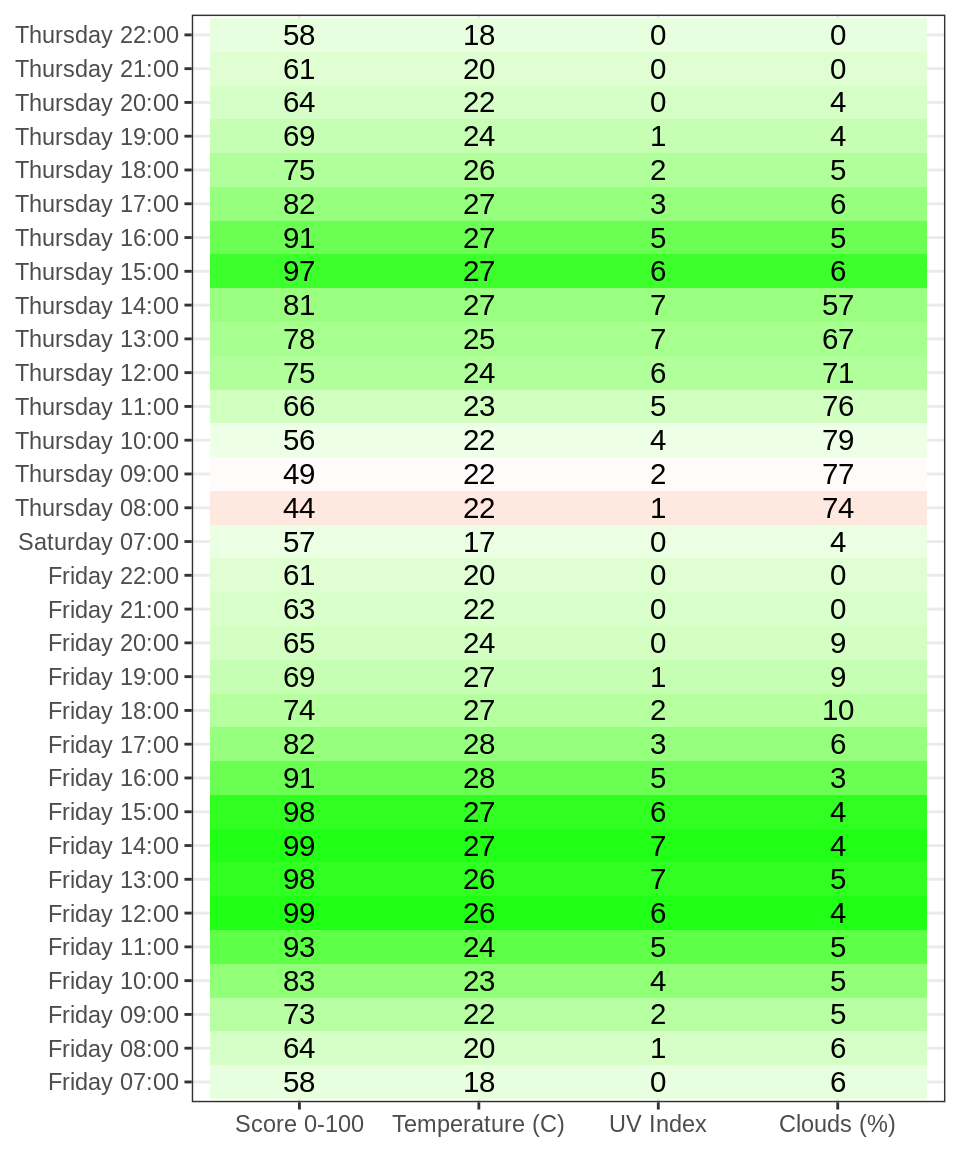 Thursday 22:00 58 18 0 0
Thursday 21:00 61 20 0 0
Thursday 20:00 64 22 0 4
Thursday 19:00 69 24 1 4
Thursday 18:00 75 26 2 5
Thursday 17:00 82 27 3 6
Thursday 16:00 91 27 5 5
Thursday 15:00 97 27 6 6
Thursday 14:00 81 27 7 57
Thursday 13:00 78 25 7 67
Thursday 12:00 75 24 6 71
Thursday 11:00 66 23 5 76
Thursday 10:00 56 22 4 79
Thursday 09:00 49 22 2 77
Thursday 08:00 44 22 1 74
Saturday 07:00 57 17 0 4
Friday 22:00 61 20 0 0
Friday 21:00 63 22 0 0
Friday 20:00 65 24 0 9
Friday 19:00 69 27 1 9
Friday 18:00 74 27 2 10
Friday 17:00 82 28 3 6
Friday 16:00 91 28 5 3
Friday 15:00 98 27 6 4
Friday 14:00 99 27 7 4
Friday 13:00 98 26 7 5
Friday 12:00 99 26 6 4
Friday 11:00 93 24 5 5
Friday 10:00 83 23 4 5
Friday 09:00 73 22 2 5
Friday 08:00 64 20 1 6
Friday 07:00 58 18 0 6
Score 0-100 Temperature (C) UV Index Clouds (%)